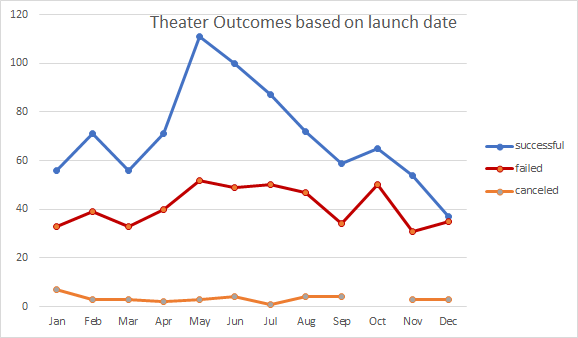 Theater Outcomes based on launch date
120
100
80
60
40
20
0
Jan Feb Mar Apr May Jun Jul Aug Sep Oct Nov Dec
successful
failed
canceled